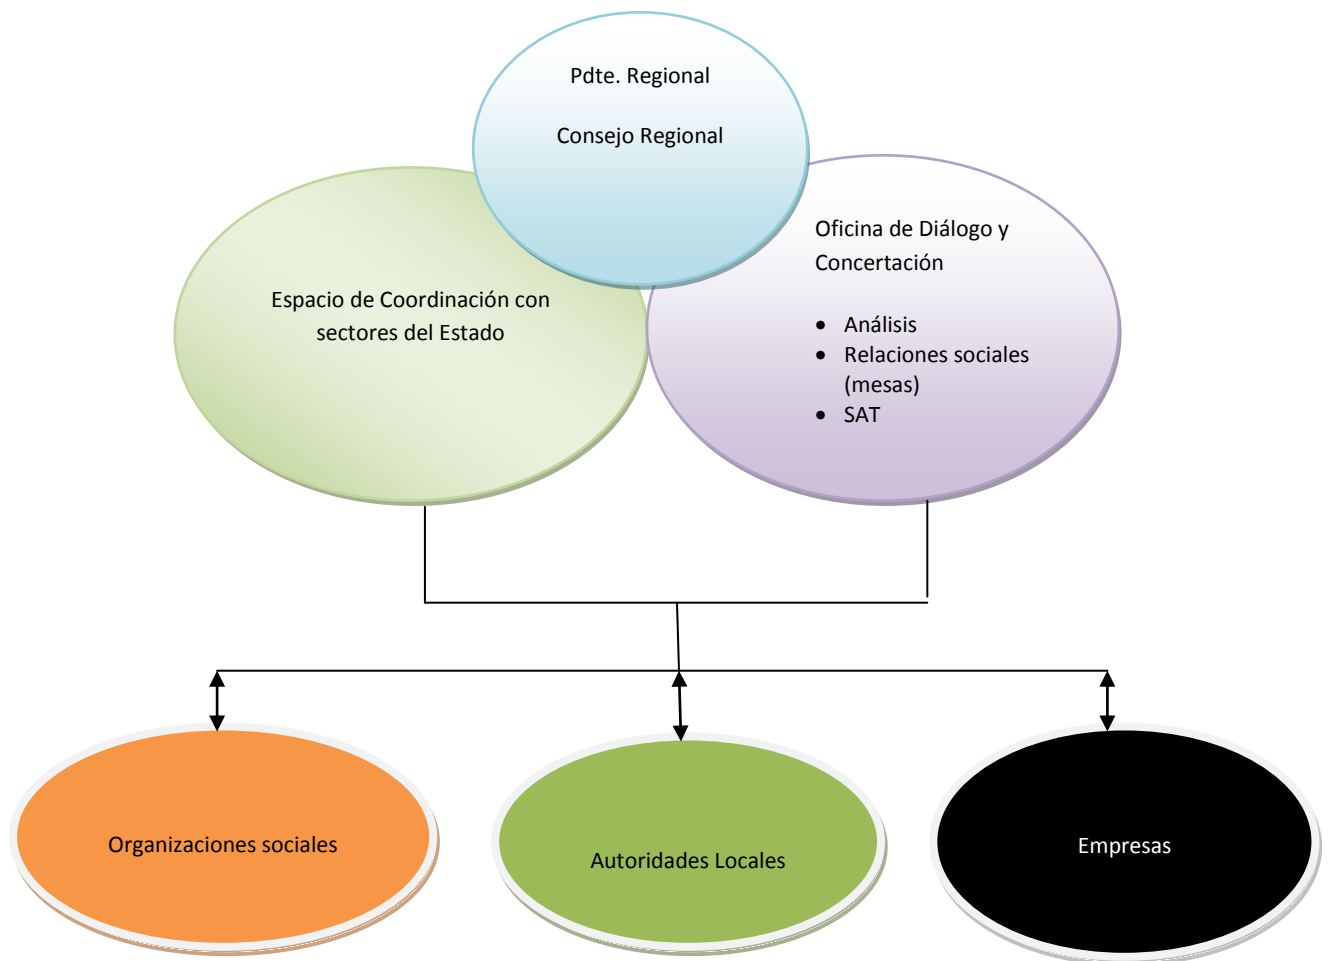 Pdte. Regional
Consejo Regional
Espacio de Coordinación con
sectores del Estado
Oficina de Diálogo y
Concertación
• Análisis
• Relaciones sociales
(mesas)
• SAT
Organizaciones sociales
Autoridades Locales
Empresas